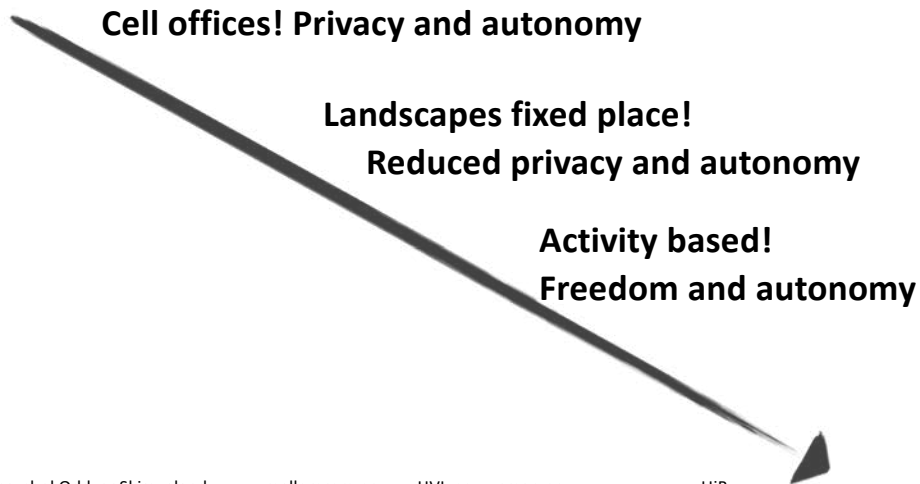 Cell offices! Privacy and autonomy
Landscapes fixed place!
Reduced privacy and autonomy
Activity based!
Freedom and autonomy